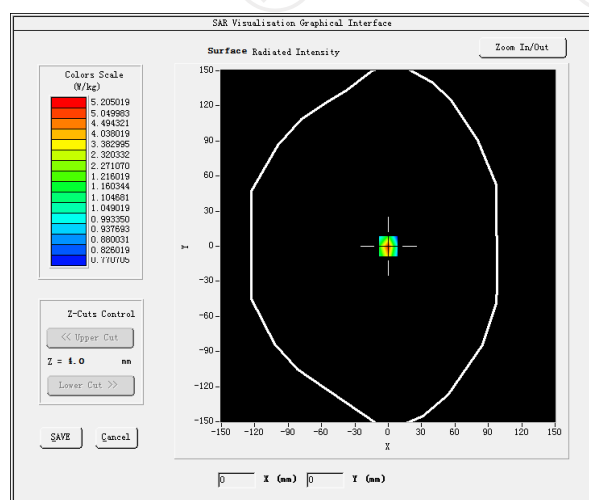 SAR Visualisation Graphical Interface
Surface Radiated Intensity
Zoom In/Out
Colors Scale
(W/kg)
5.205019
5.049983
4.494321
4.038019
3.382995
2.320332
2.271070
1.216019
1.160344
1.104681
1.049019
0.993350
0.937693
0.880031
0.826019
0.770705
Z-Cuts Control
<< Upper Cut
Z = 4.0 mm
Lower Cut >>
SAVE Cancel
150
120
90
60
30
0
-30
-60
-90
-120
-150
Y
-150 -120 -90 -60 -30 0 30 60 90 120 150
X
0 X (mm) 0 Y (mm)